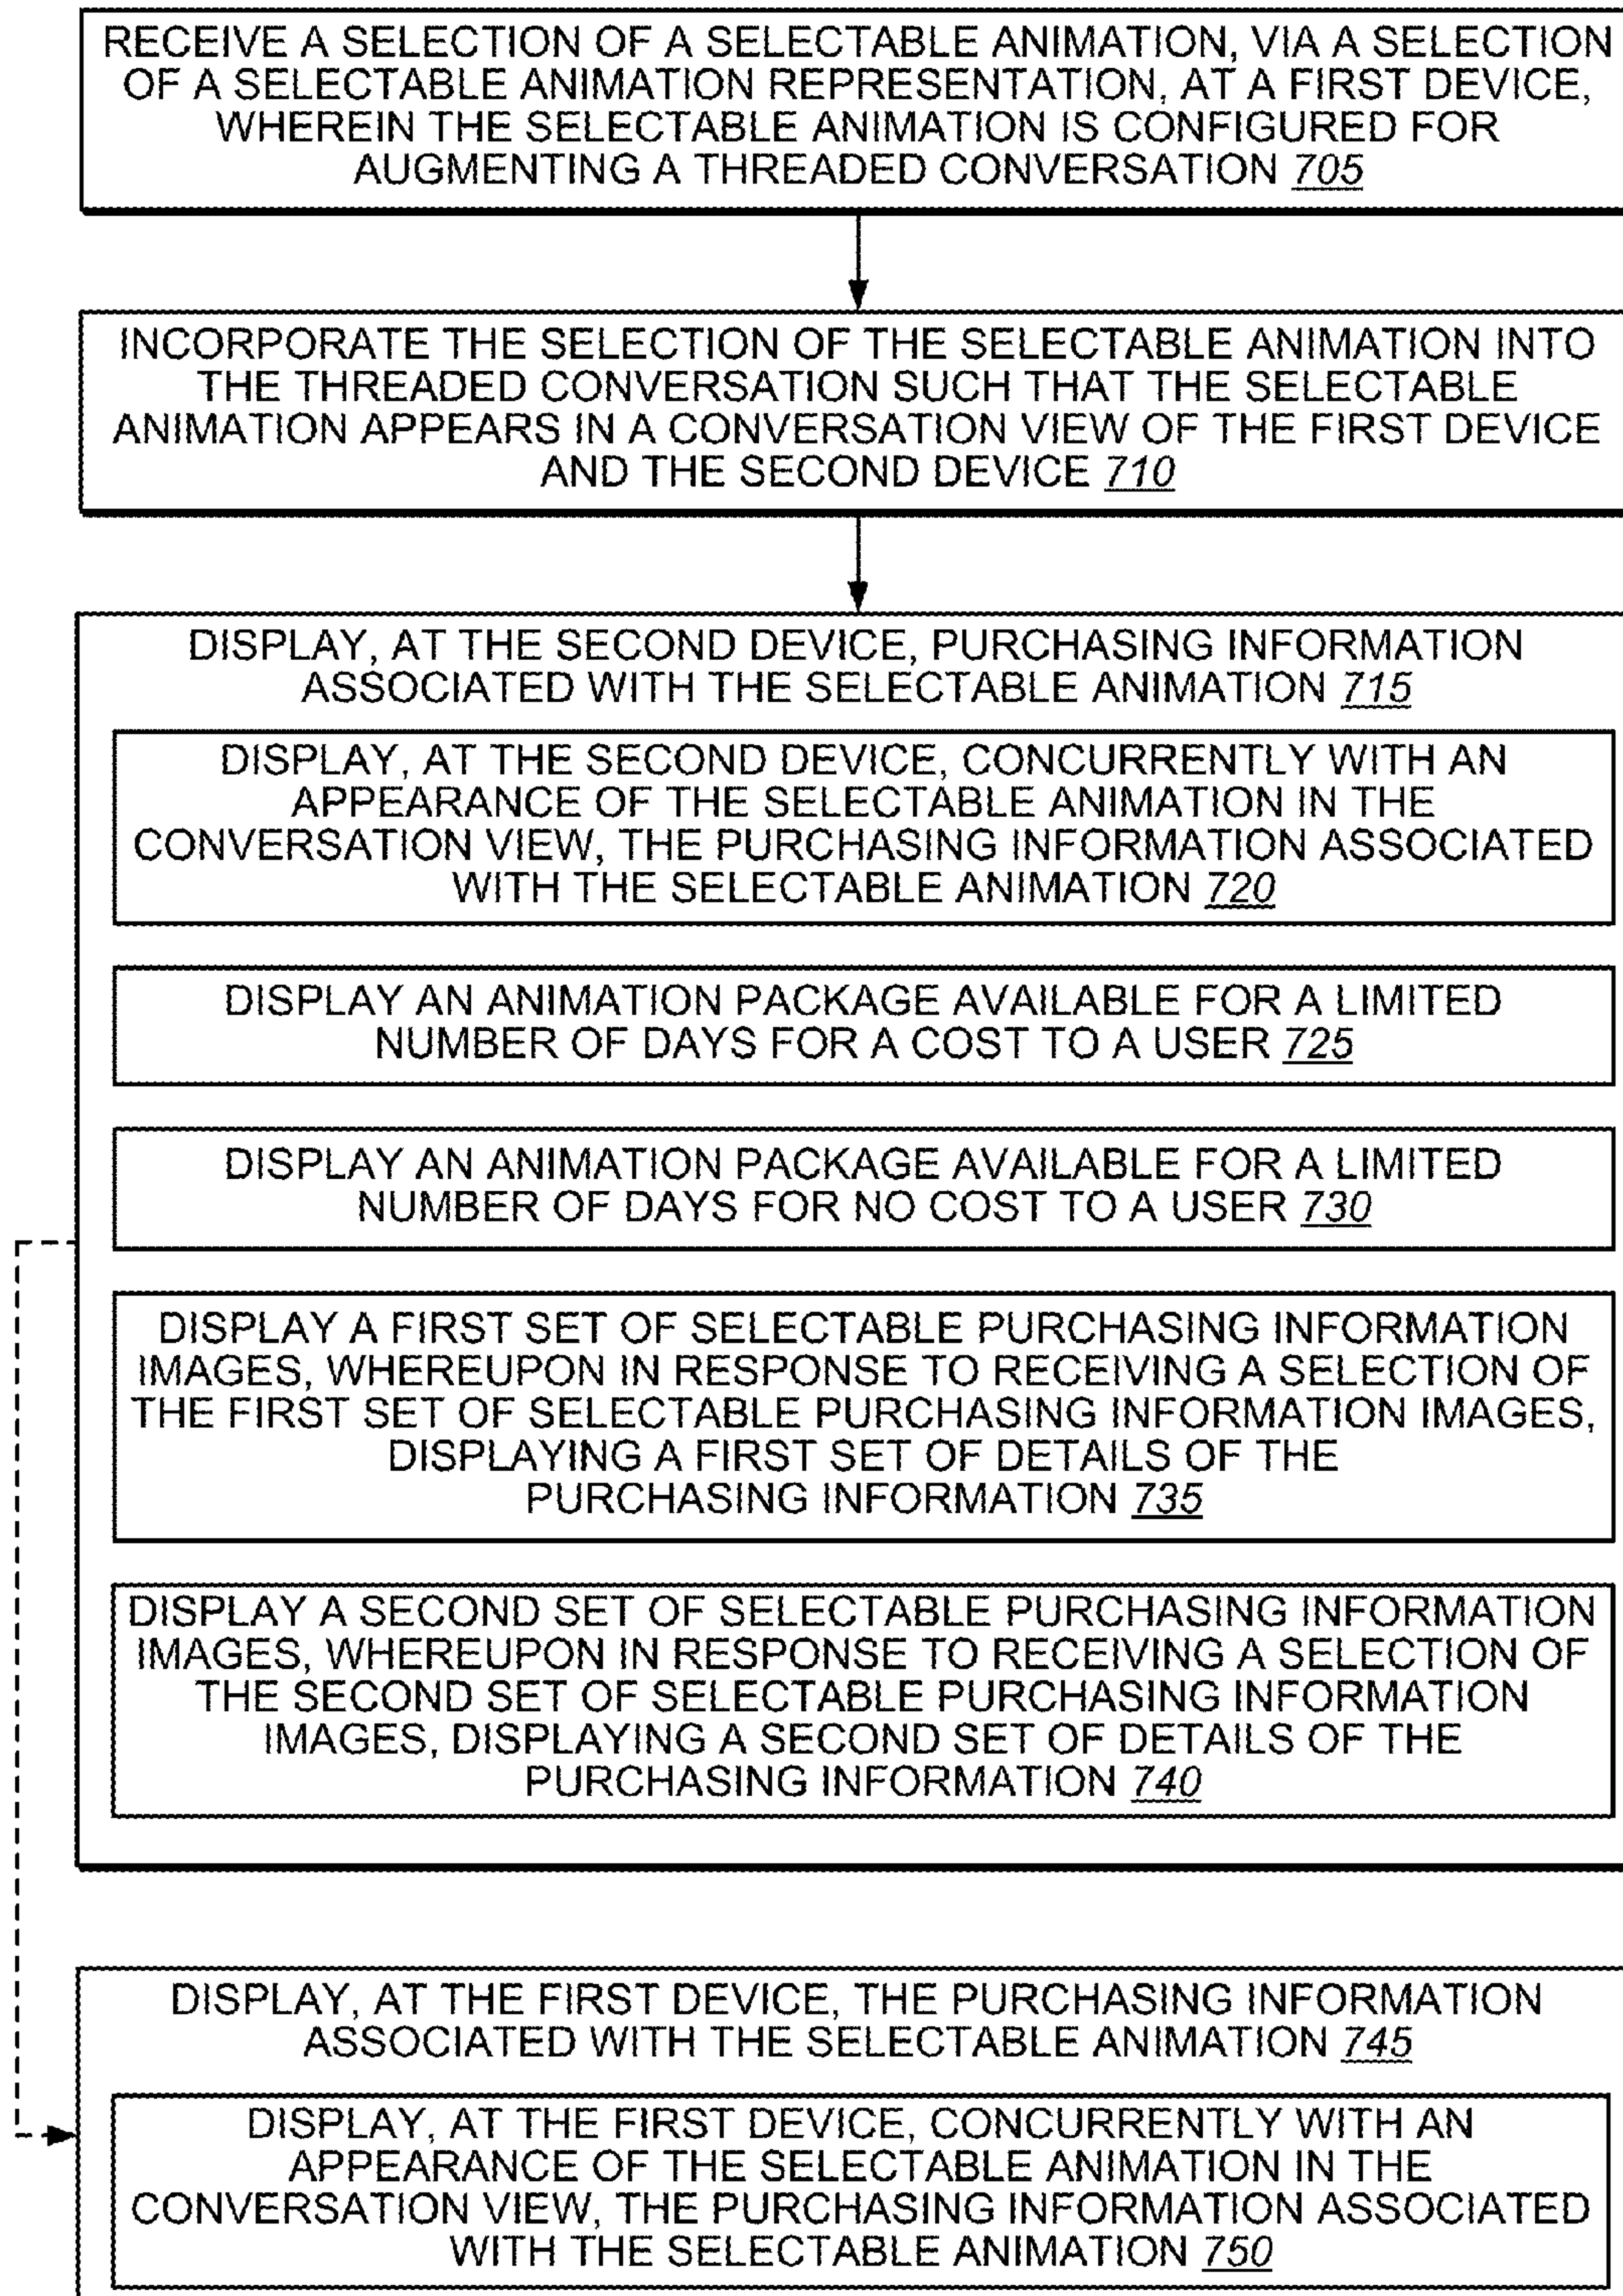 RECEIVE A SELECTION OF A SELECTABLE ANIMATION, VIA A SELECTION
OF A SELECTABLE ANIMATION REPRESENTATION, AT A FIRST DEVICE,
WHEREIN THE SELECTABLE ANIMATION IS CONFIGURED FOR
AUGMENTING A THREADED CONVERSATION 705
INCORPORATE THE SELECTION OF THE SELECTABLE ANIMATION INTO
THE THREADED CONVERSATION SUCH THAT THE SELECTABLE
ANIMATION APPEARS IN A CONVERSATION VIEW OF THE FIRST DEVICE
AND THE SECOND DEVICE 710
DISPLAY, AT THE SECOND DEVICE, PURCHASING INFORMATION
ASSOCIATED WITH THE SELECTABLE ANIMATION 715
DISPLAY, AT THE SECOND DEVICE, CONCURRENTLY WITH AN
APPEARANCE OF THE SELECTABLE ANIMATION IN THE
CONVERSATION VIEW, THE PURCHASING INFORMATION ASSOCIATED
WITH THE SELECTABLE ANIMATION 720
DISPLAY AN ANIMATION PACKAGE AVAILABLE FOR A LIMITED
NUMBER OF DAYS FOR A COST TO A USER 725
DISPLAY AN ANIMATION PACKAGE AVAILABLE FOR A LIMITED
NUMBER OF DAYS FOR NO COST TO A USER 730
DISPLAY A FIRST SET OF SELECTABLE PURCHASING INFORMATION
IMAGES, WHEREUPON IN RESPONSE TO RECEIVING A SELECTION OF
THE FIRST SET OF SELECTABLE PURCHASING INFORMATION IMAGES,
DISPLAYING A FIRST SET OF DETAILS OF THE
PURCHASING INFORMATION 735
DISPLAY A SECOND SET OF SELECTABLE PURCHASING INFORMATION
IMAGES, WHEREUPON IN RESPONSE TO RECEIVING A SELECTION OF
THE SECOND SET OF SELECTABLE PURCHASING INFORMATION
IMAGES, DISPLAYING A SECOND SET OF DETAILS OF THE
PURCHASING INFORMATION 740
DISPLAY, AT THE FIRST DEVICE, THE PURCHASING INFORMATION
ASSOCIATED WITH THE SELECTABLE ANIMATION 745
DISPLAY, AT THE FIRST DEVICE, CONCURRENTLY WITH AN
APPEARANCE OF THE SELECTABLE ANIMATION IN THE
CONVERSATION VIEW, THE PURCHASING INFORMATION ASSOCIATED
WITH THE SELECTABLE ANIMATION 750